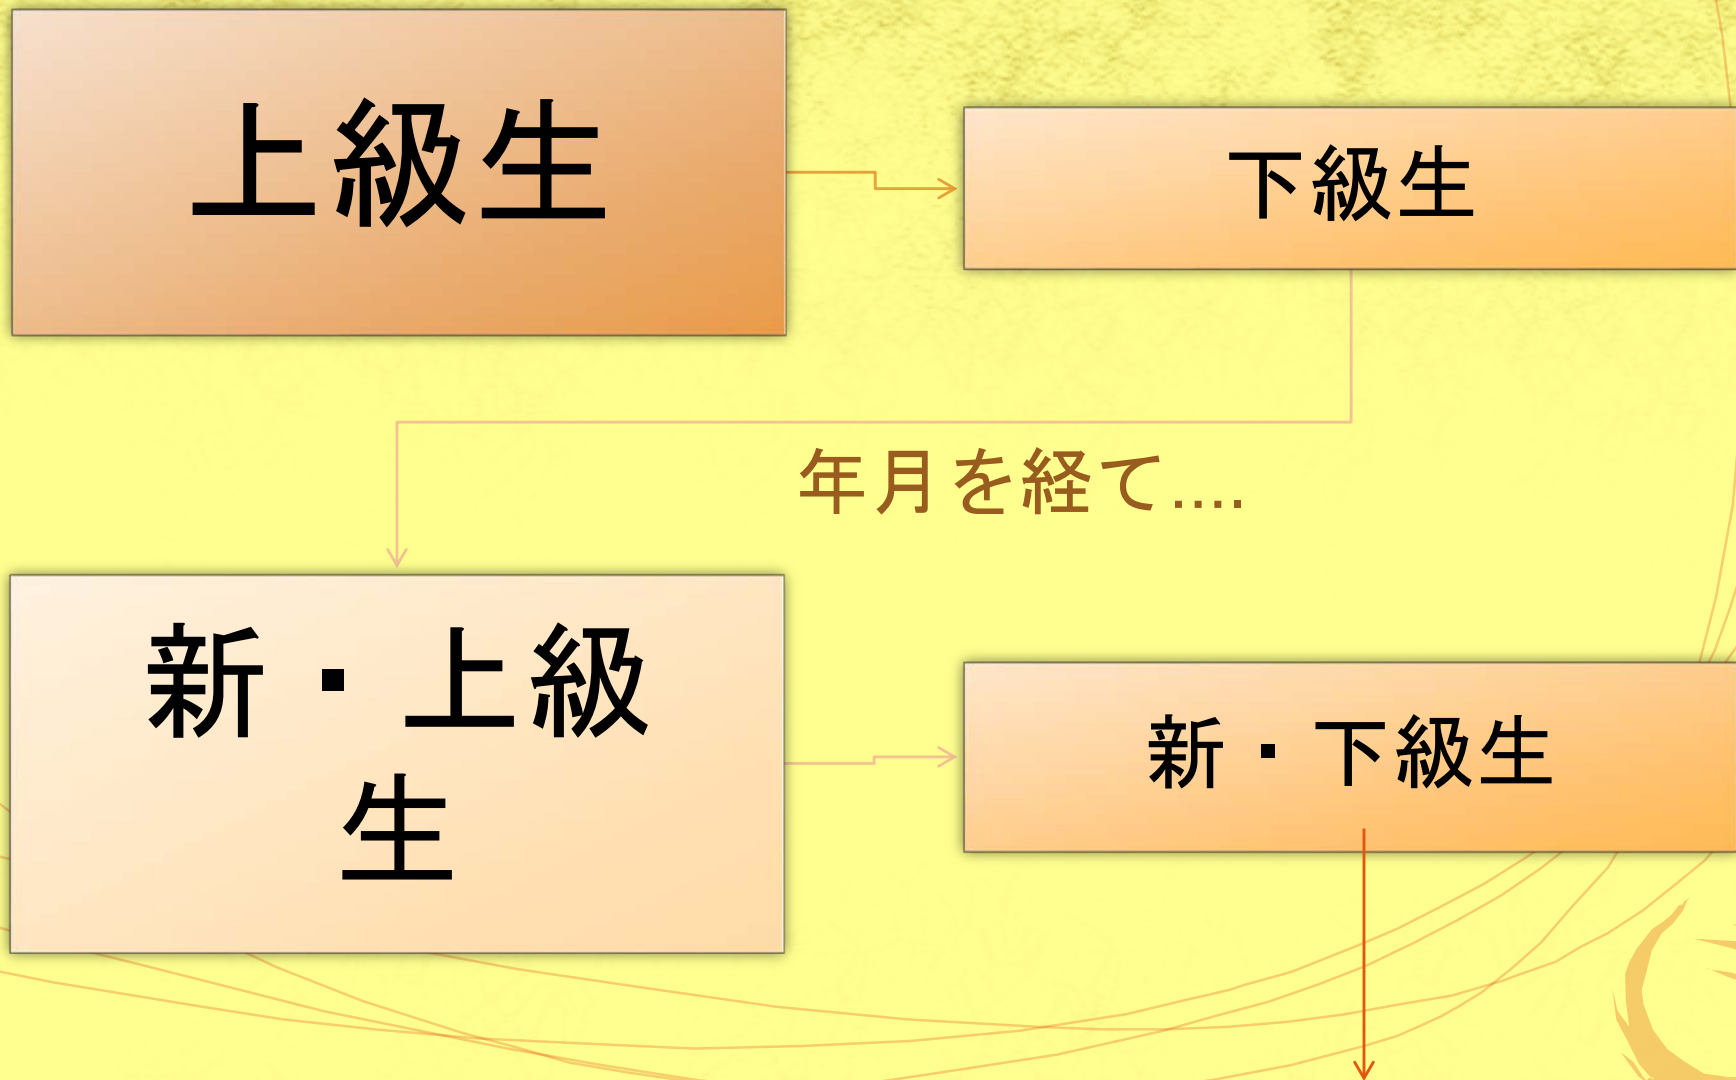 上級生
下級生
年月を経て....
新・上級
生
新・下級生